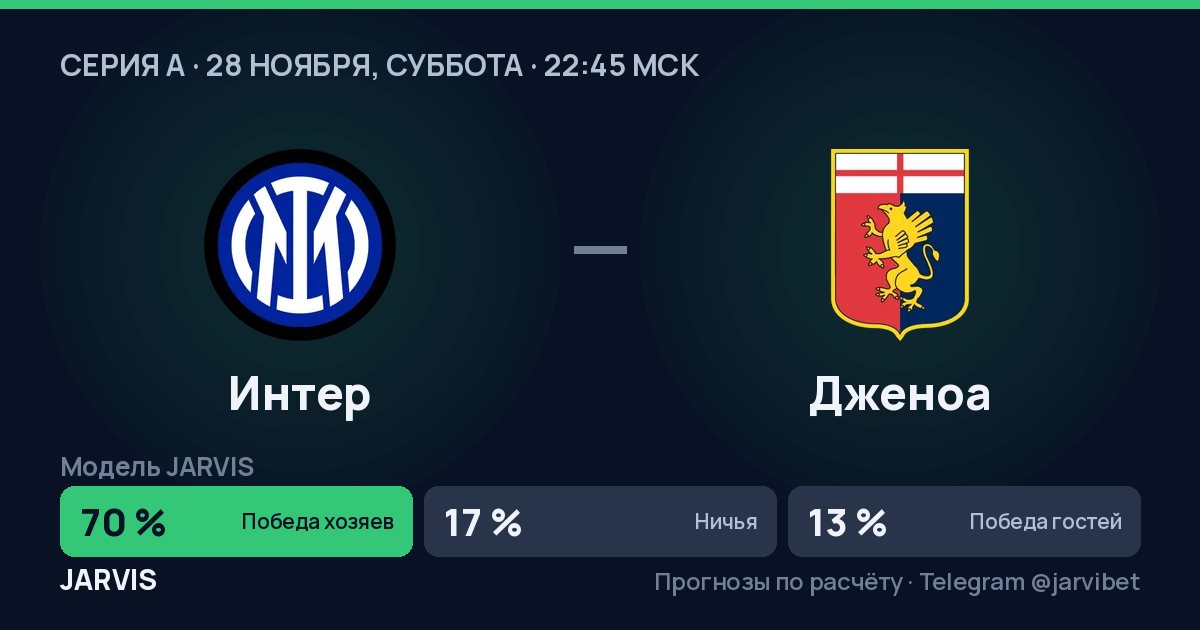 СЕРИЯ А · 28 НОЯБРЯ, СУББОТА · 22:45 МСК
Интер
Дженоа
Модель JARVIS
70 % Победа хозяев 17 % Ничья 13 % Победа гостей
JARVIS Прогнозы по расчёту · Telegram @jarvibet